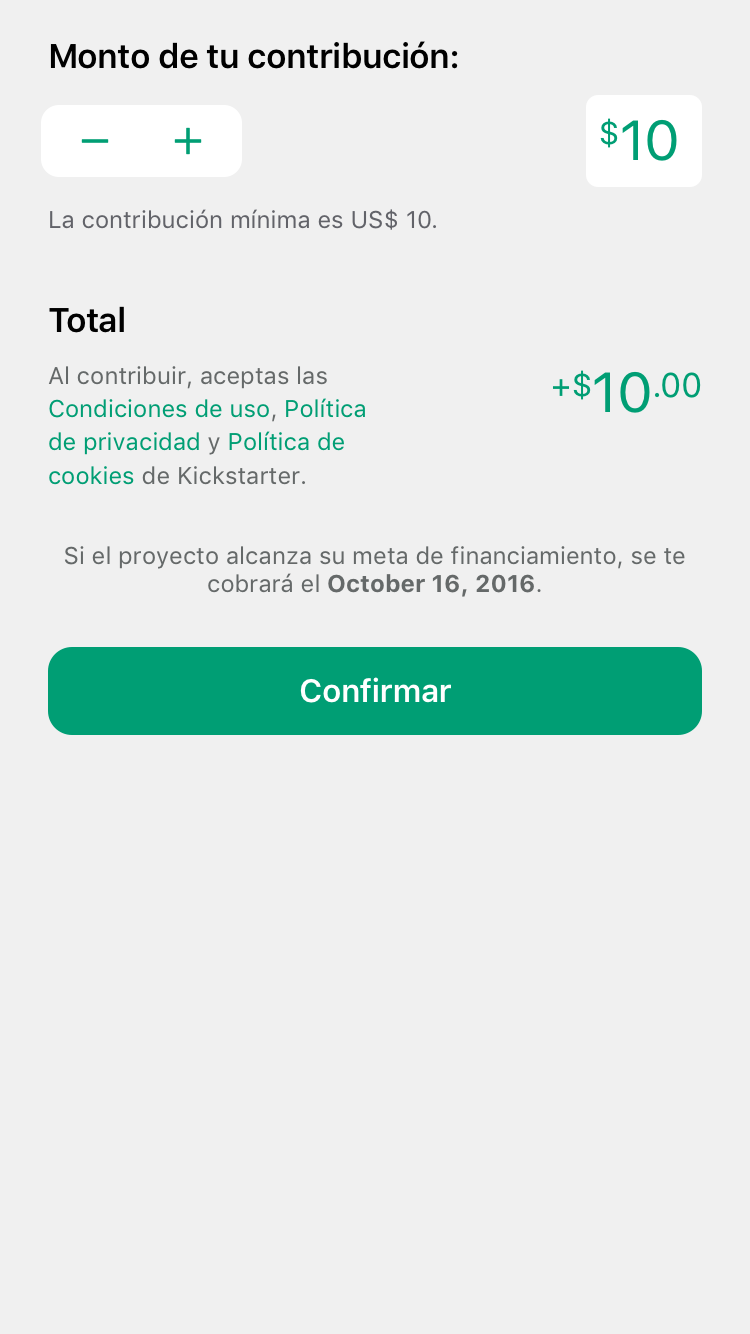 Monto de tu contribución:
− + $10
La contribución mínima es US$ 10.
Total
Al contribuir, aceptas las
Condiciones de uso, Política
de privacidad y Política de
cookies de Kickstarter.
+$10.00
Si el proyecto alcanza su meta de financiamiento, se te
cobrará el October 16, 2016.
Confirmar